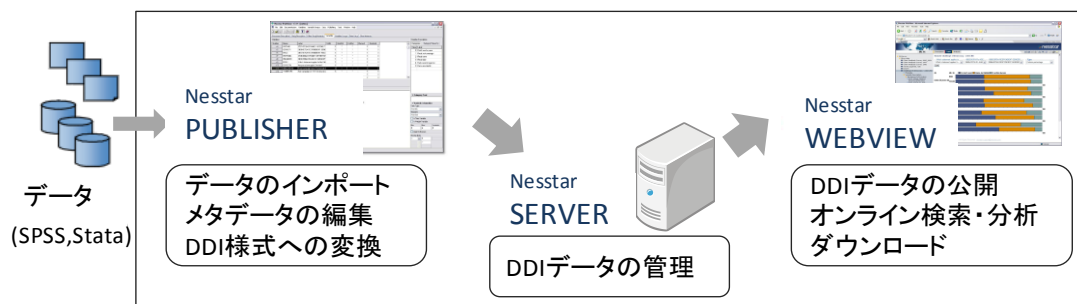 データ
(SPSS,Stata)
Nesstar
PUBLISHER
データのインポート
メタデータの編集
DDI様式への変換
Nesstar
SERVER
DDIデータの管理
Nesstar
WEBVIEW
DDIデータの公開
オンライン検索・分析
ダウンロード